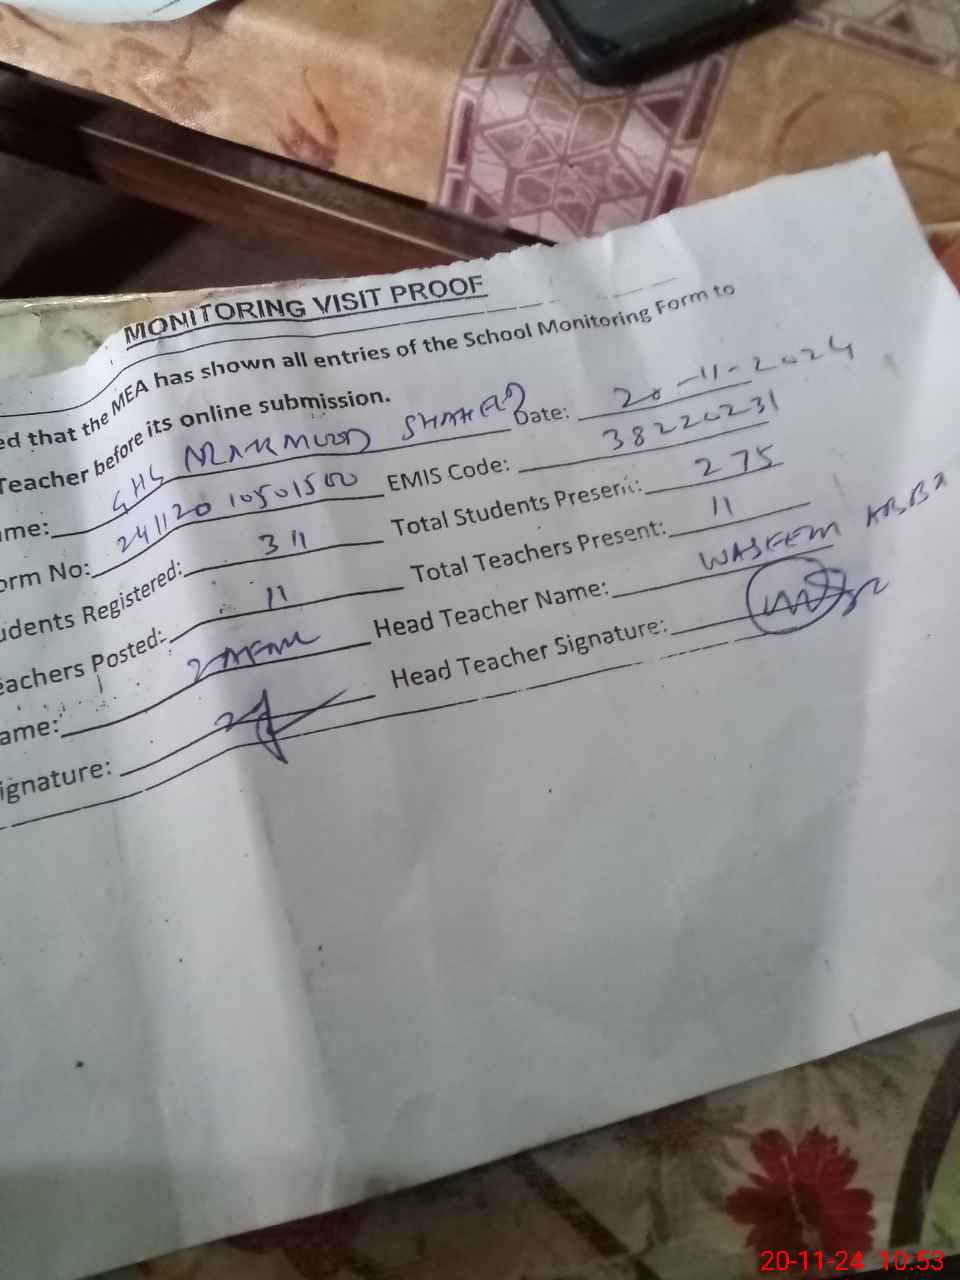 MONITORING VISIT PROOF
ed that the MEA has shown all entries of the School Monitoring Form to
Teacher before its online submission.
ame: GHS MAKMUOD SHAHEED Date: 20-11-2024
orm No: 24112010501500 EMIS Code: 38220231
udents Registered: 311 Total Students Present: 275
eachers Posted: 11 Total Teachers Present: 11
ame: Head Teacher Name: WASEEM ABBA
ignature: Head Teacher Signature:
20-11-24 10:53